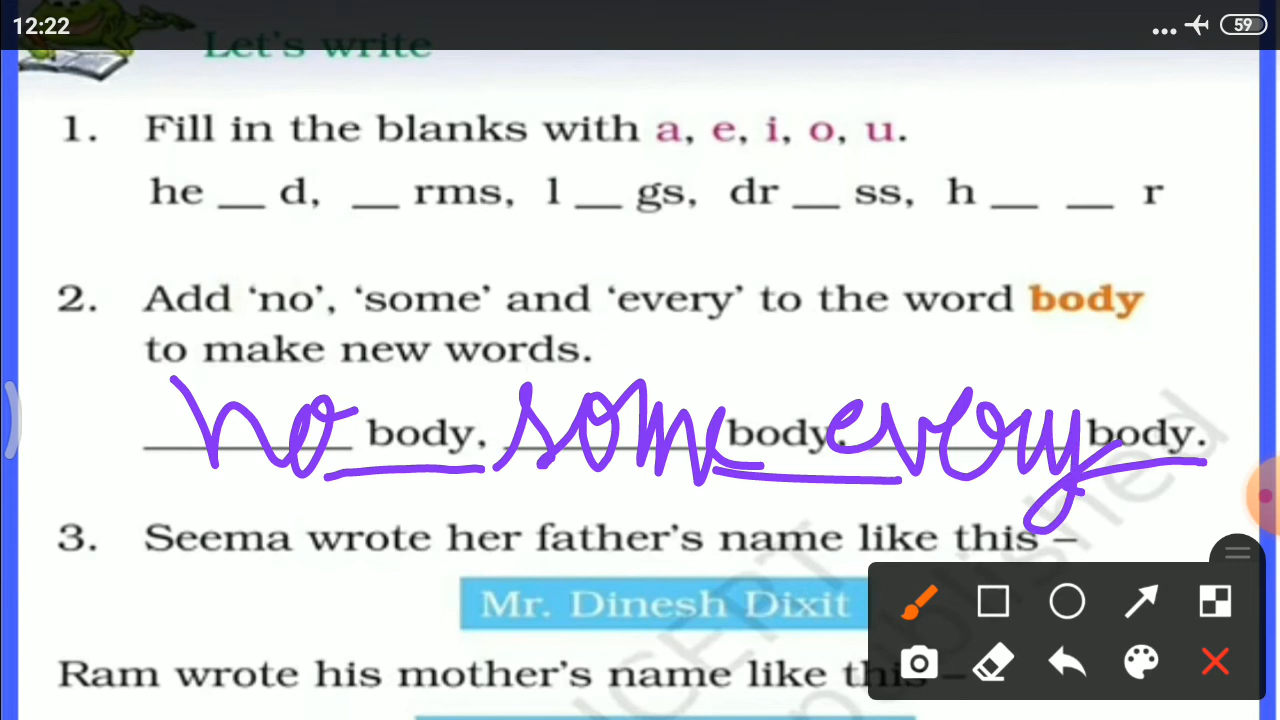 12:22 ... 59
Let's write
1. Fill in the blanks with a, e, i, o, u.
he __ d, __ rms, l __ gs, dr __ ss, h __ __ r
2. Add 'no', 'some' and 'every' to the word body
to make new words.
no body, some body, every body.
3. Seema wrote her father's name like this –
Mr. Dinesh Dixit
Ram wrote his mother's name like this –